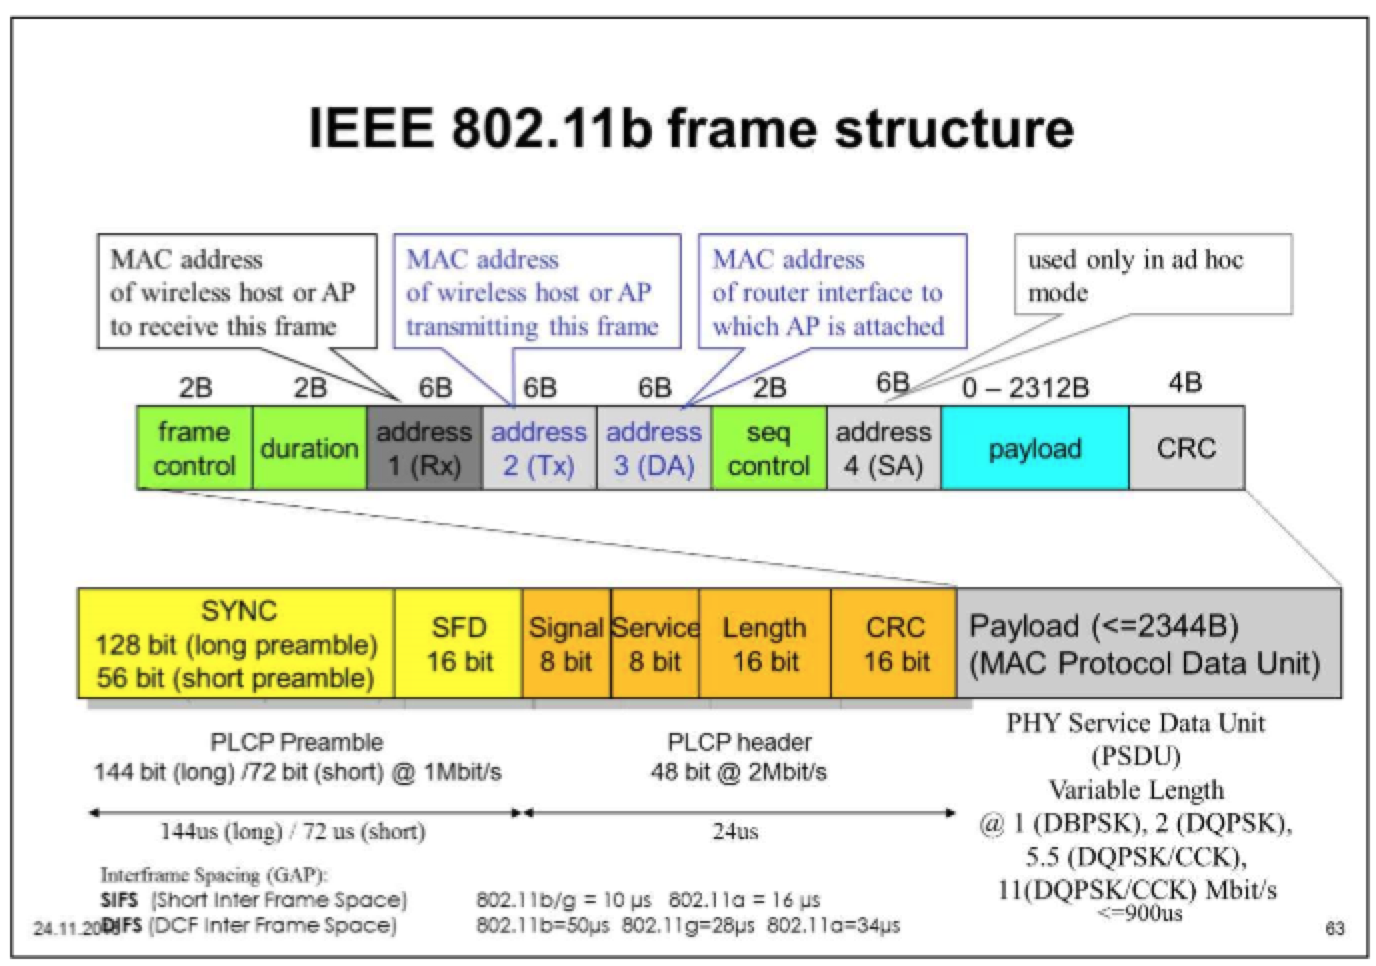 IEEE 802.11b frame structure
MAC address
of wireless host or AP
to receive this frame
MAC address
of wireless host or AP
transmitting this frame
MAC address
of router interface to
which AP is attached
used only in ad hoc
mode
2B 2B 6B 6B 6B 2B 6B 0 – 2312B 4B
frame
control
duration
address
1 (Rx)
address
2 (Tx)
address
3 (DA)
seq
control
address
4 (SA)
payload
CRC
SYNC
128 bit (long preamble)
56 bit (short preamble)
SFD
16 bit
Signal
8 bit
Service
8 bit
Length
16 bit
CRC
16 bit
Payload (<=2344B)
(MAC Protocol Data Unit)
PLCP Preamble
144 bit (long) /72 bit (short) @ 1Mbit/s
PLCP header
48 bit @ 2Mbit/s
144us (long) / 72 us (short)
24us
PHY Service Data Unit
(PSDU)
Variable Length
@ 1 (DBPSK), 2 (DQPSK),
5.5 (DQPSK/CCK),
11(DQPSK/CCK) Mbit/s
<=900us
Interframe Spacing (GAP):
SIFS (Short Inter Frame Space) 802.11b/g = 10 µs 802.11a = 16 µs
DIFS (DCF Inter Frame Space) 802.11b=50µs 802.11g=28µs 802.11a=34µs
63